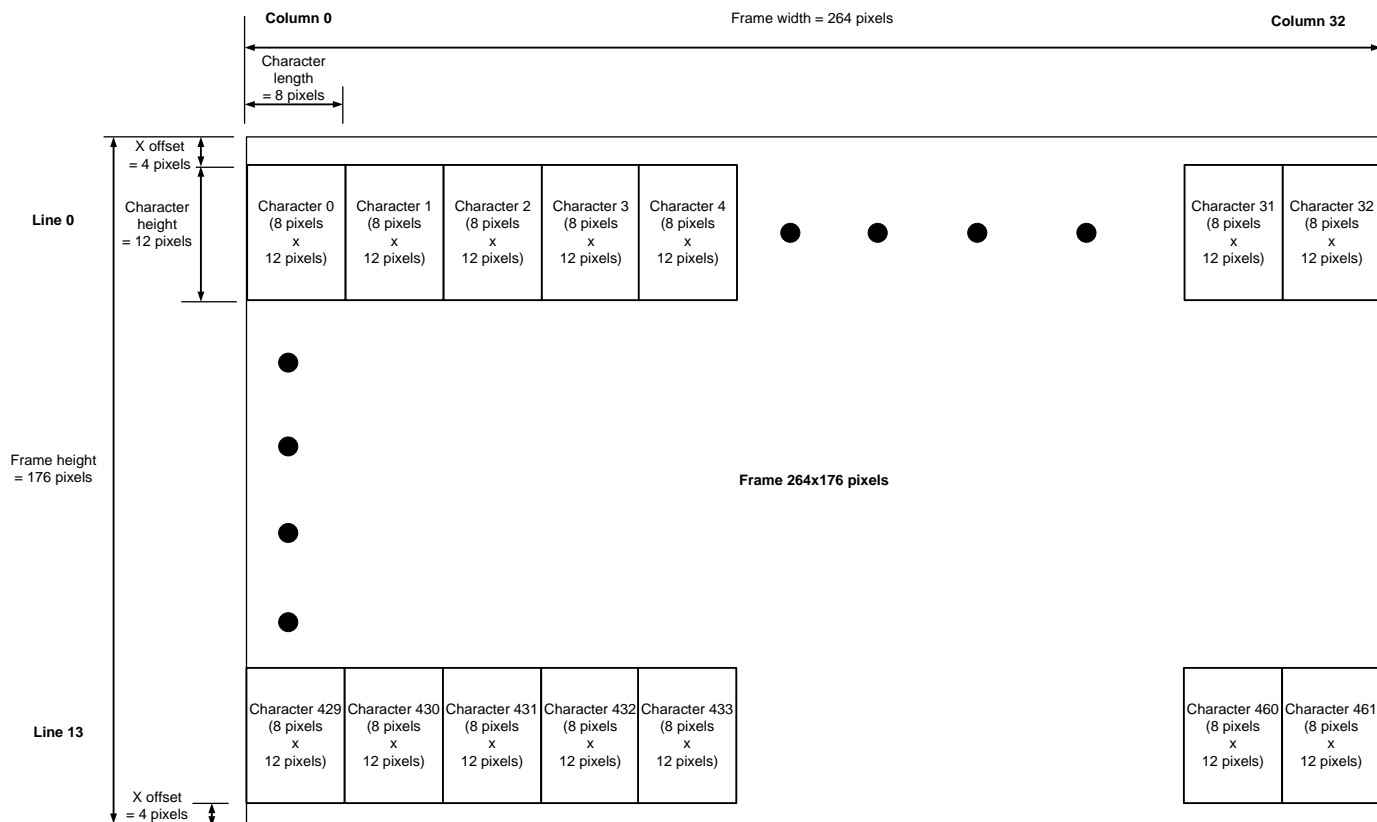 Column 0
Frame width = 264 pixels
Column 32
Character
length
= 8 pixels
X offset
= 4 pixels
Line 0
Character
height
= 12 pixels
Character 0
(8 pixels
x
12 pixels)
Character 1
(8 pixels
x
12 pixels)
Character 2
(8 pixels
x
12 pixels)
Character 3
(8 pixels
x
12 pixels)
Character 4
(8 pixels
x
12 pixels)
Character 31
(8 pixels
x
12 pixels)
Character 32
(8 pixels
x
12 pixels)
Frame height
= 176 pixels
Frame 264x176 pixels
Line 13
Character 429
(8 pixels
x
12 pixels)
Character 430
(8 pixels
x
12 pixels)
Character 431
(8 pixels
x
12 pixels)
Character 432
(8 pixels
x
12 pixels)
Character 433
(8 pixels
x
12 pixels)
Character 460
(8 pixels
x
12 pixels)
Character 461
(8 pixels
x
12 pixels)
X offset
= 4 pixels